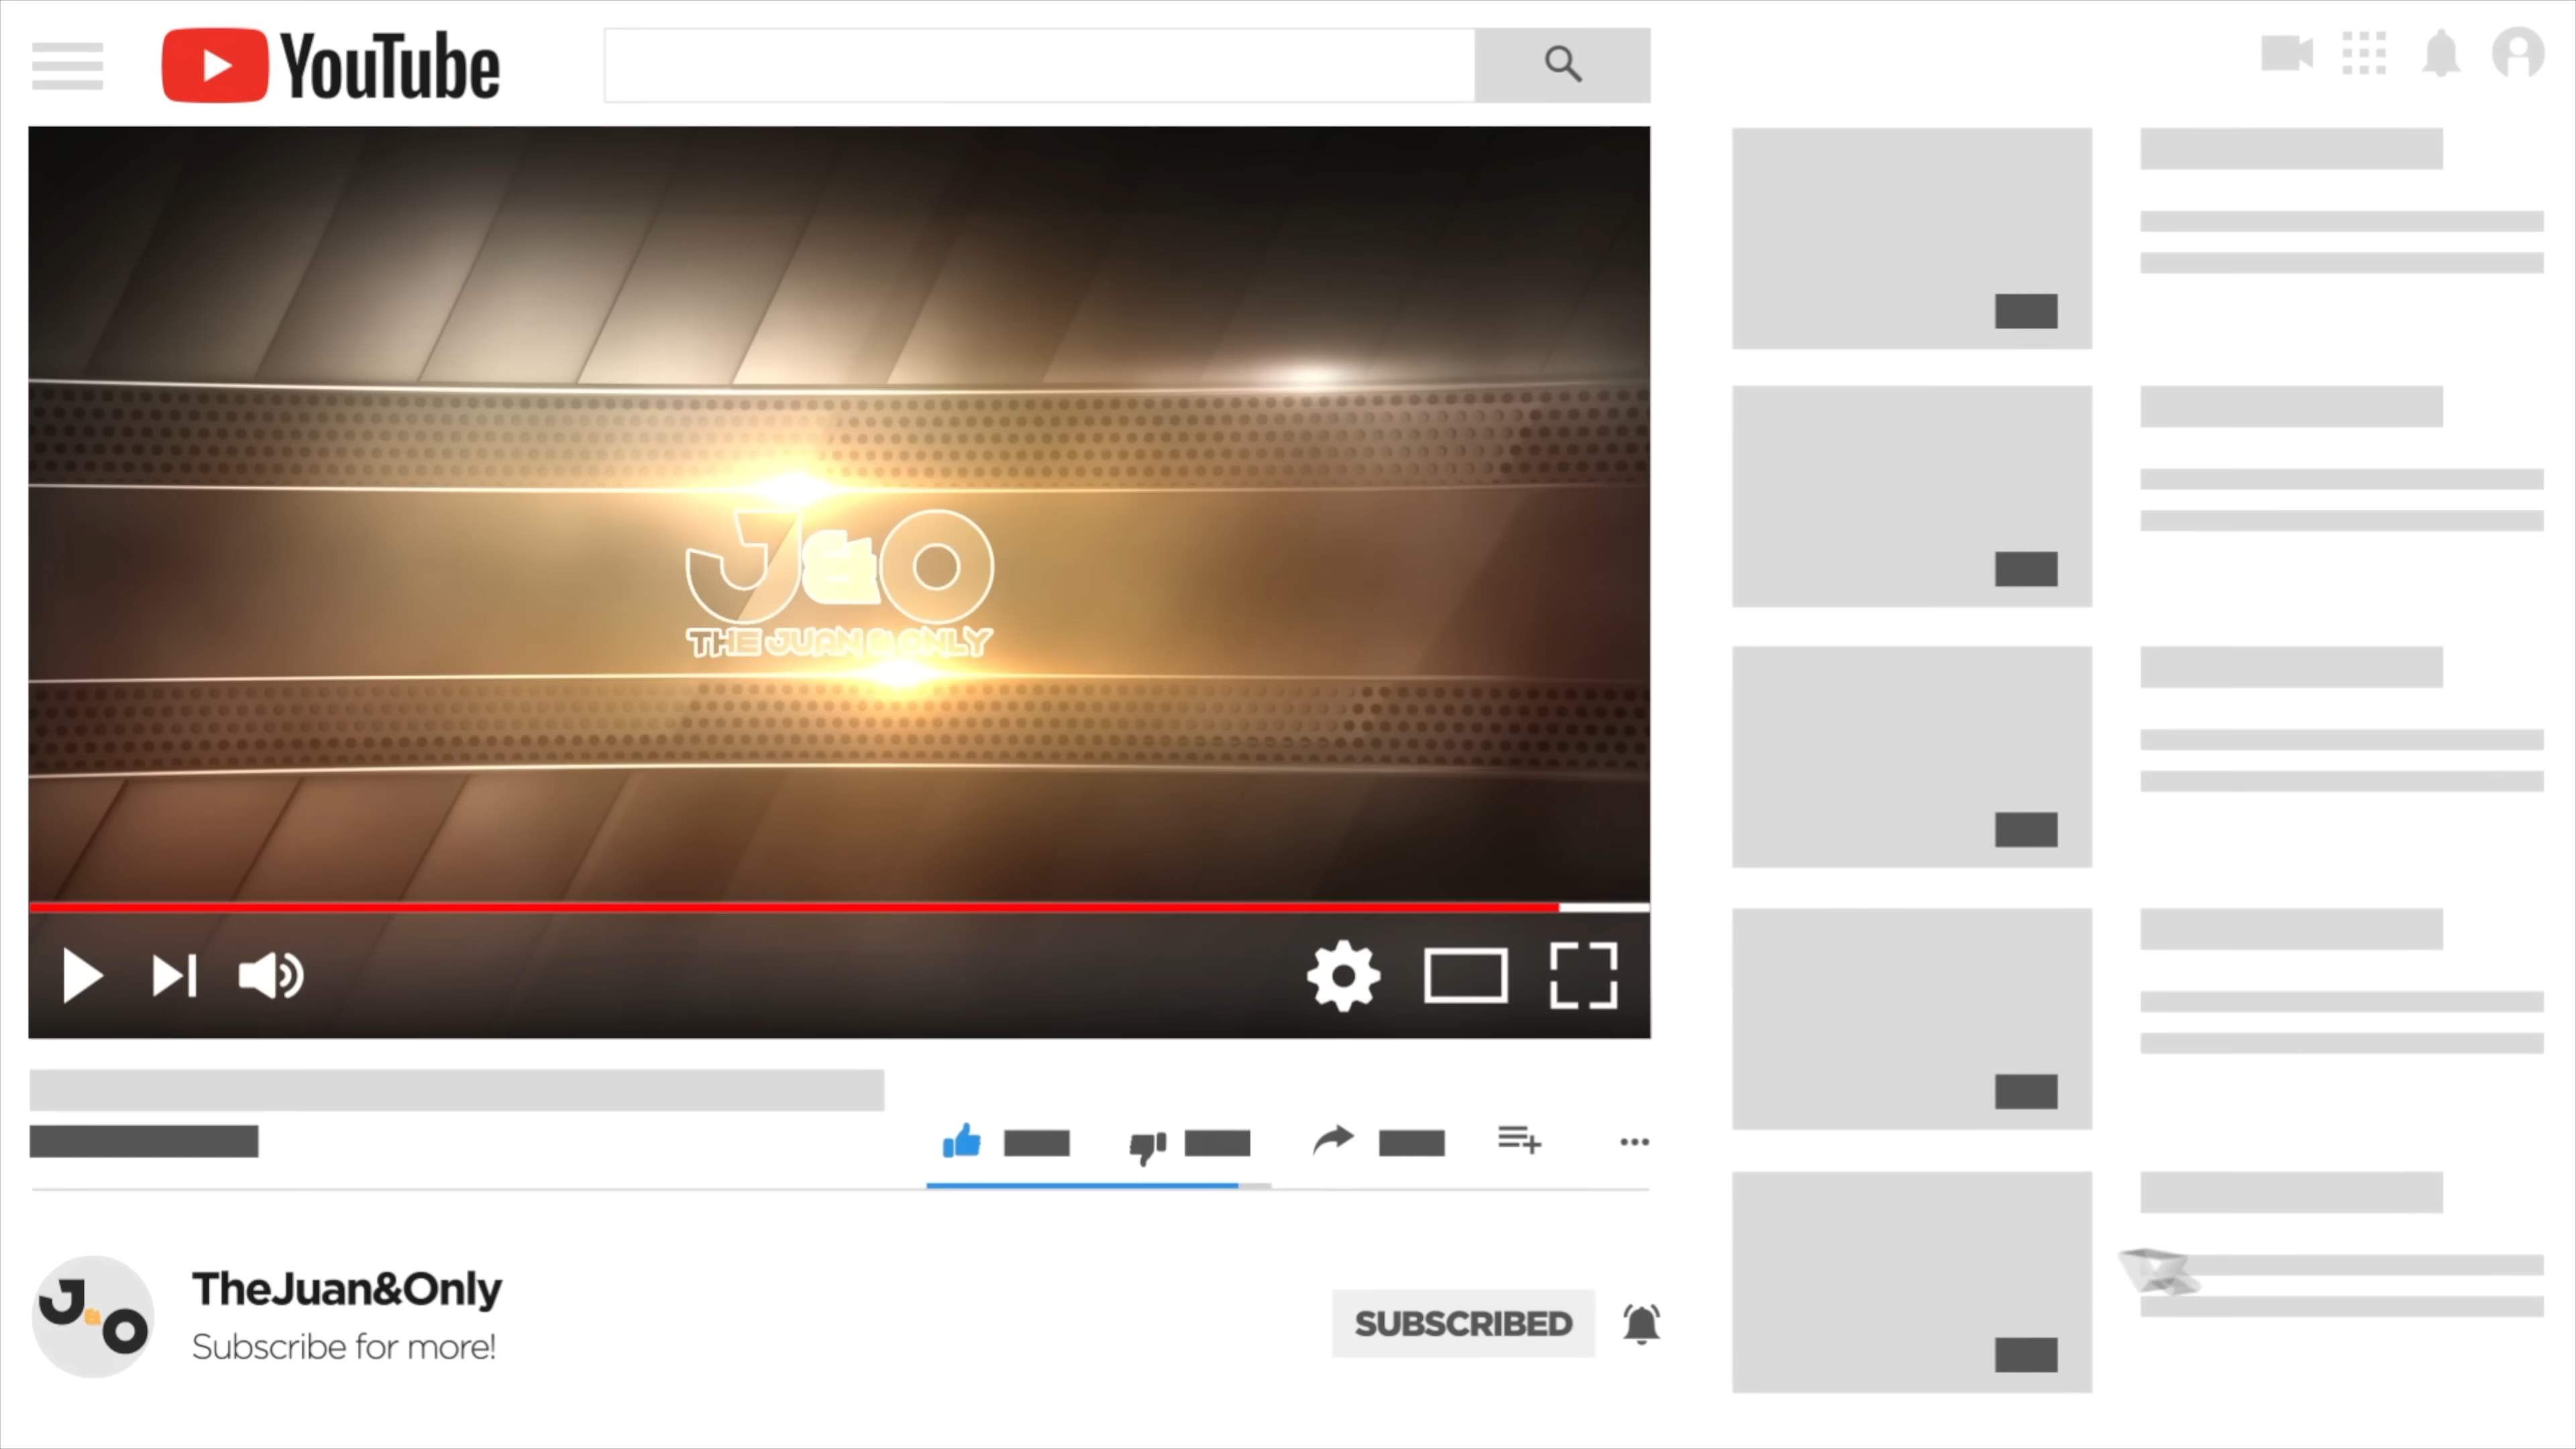 YouTube
J&O
THE JUAN & ONLY
J&O
TheJuan&Only
Subscribe for more!
SUBSCRIBED